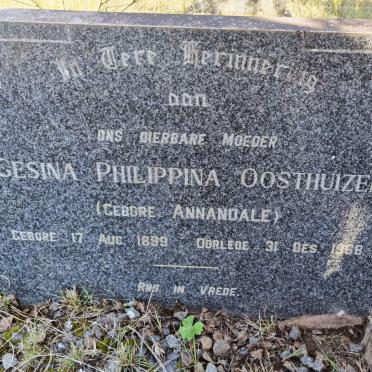 In Tere Herinnering
aan
ONS DIERBARE MOEDER
GESINA PHILIPPINA OOSTHUIZEN
(GEBORE ANNANDALE)
GEBORE 17 AUG. 1899 OORLEDE 31 DES. 1968
RUS IN VREDE.